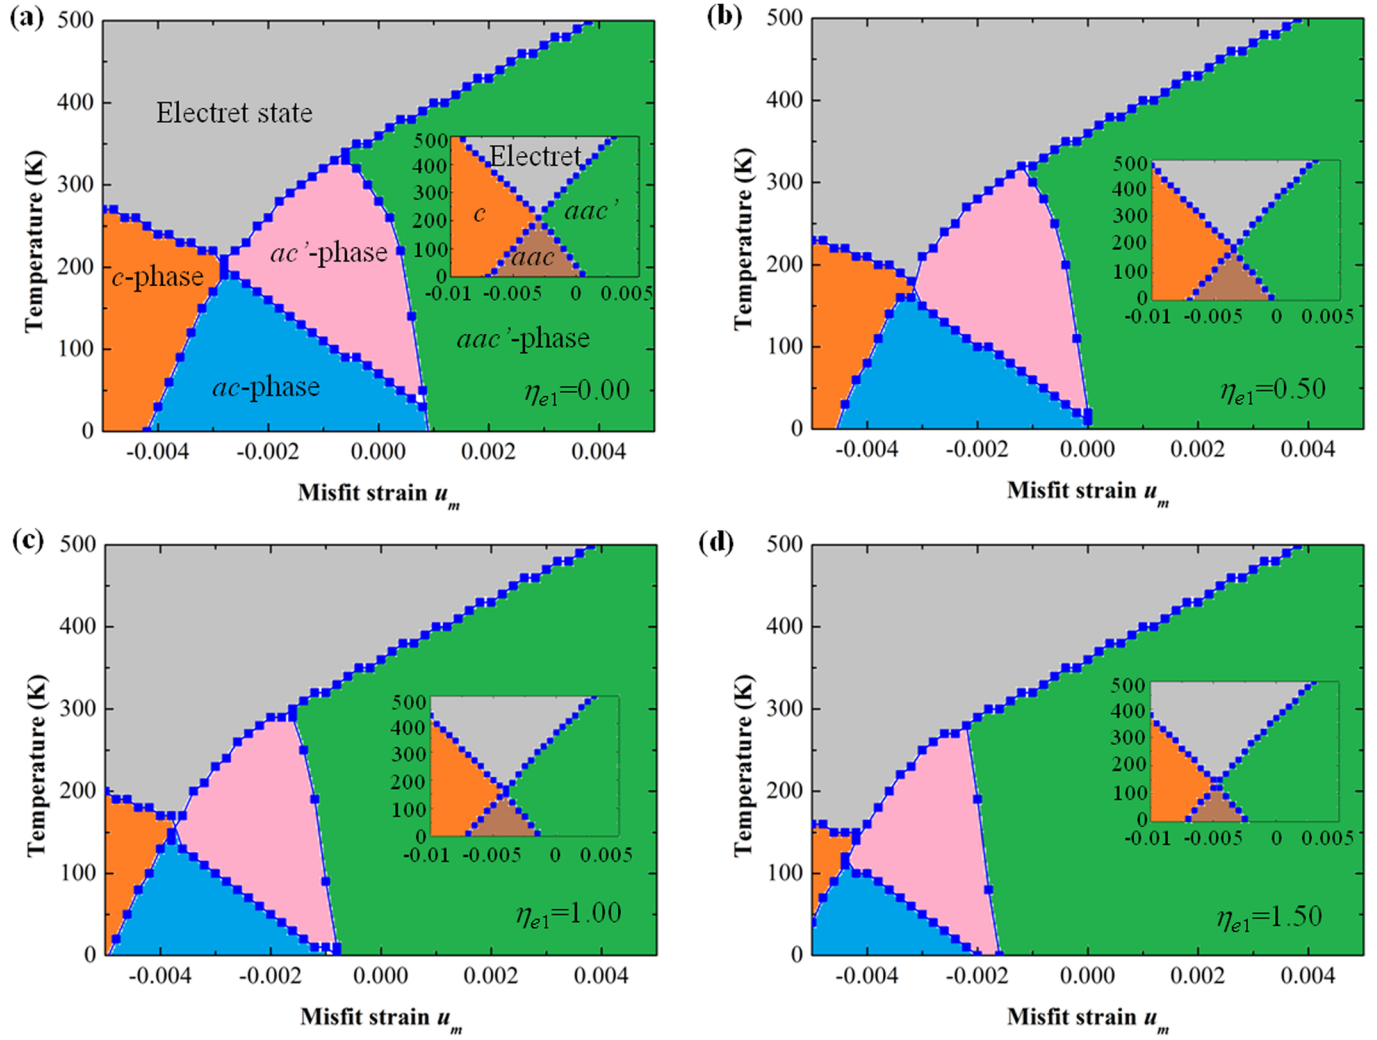 (a)
500
400
300
200
100
0
Temperature (K)
Electret state
c-phase
ac'-phase
ac-phase
aac'-phase
ηe1=0.00
500
400
300
200
100
0
Electret
c
aac'
aac
-0.01 -0.005 0 0.005
-0.004 -0.002 0.000 0.002 0.004
Misfit strain um
(b)
500
400
300
200
100
0
Temperature (K)
500
400
300
200
100
0
-0.01 -0.005 0 0.005
ηe1=0.50
-0.004 -0.002 0.000 0.002 0.004
Misfit strain um
(c)
500
400
300
200
100
0
Temperature (K)
500
400
300
200
100
0
-0.01 -0.005 0 0.005
ηe1=1.00
-0.004 -0.002 0.000 0.002 0.004
Misfit strain um
(d)
500
400
300
200
100
0
Temperature (K)
500
400
300
200
100
0
-0.01 -0.005 0 0.005
ηe1=1.50
-0.004 -0.002 0.000 0.002 0.004
Misfit strain um